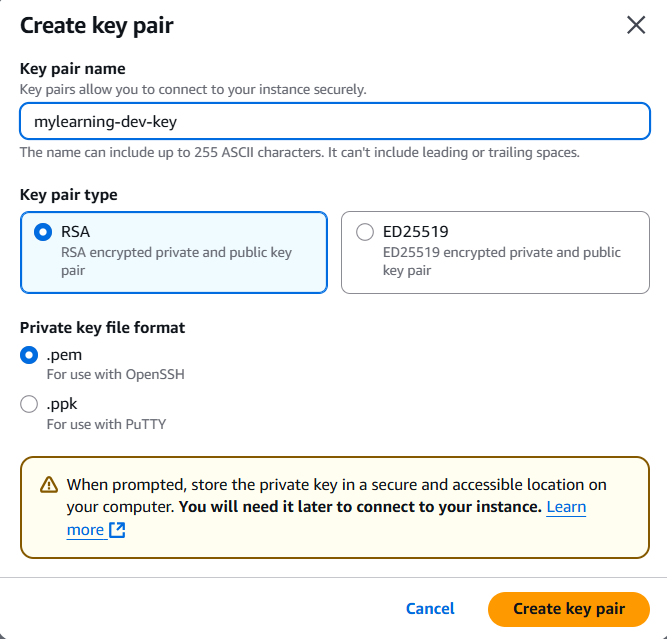 Create key pair
Key pair name
Key pairs allow you to connect to your instance securely.
mylearning-dev-key
The name can include up to 255 ASCII characters. It can't include leading or trailing spaces.
Key pair type
RSA
RSA encrypted private and public key
pair
ED25519
ED25519 encrypted private and public
key pair
Private key file format
.pem
For use with OpenSSH
.ppk
For use with PuTTY
When prompted, store the private key in a secure and accessible location on
your computer. You will need it later to connect to your instance. Learn
more
Cancel
Create key pair